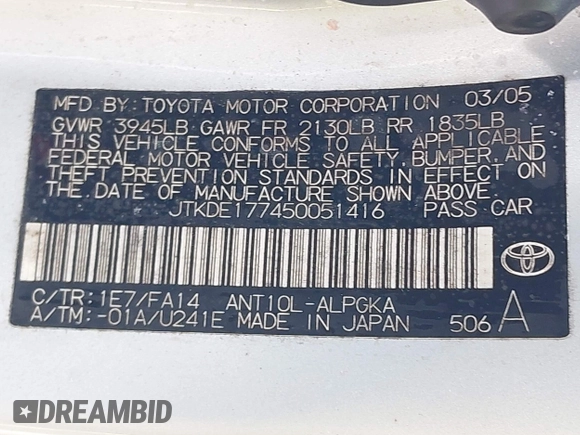 MFD BY: TOYOTA MOTOR CORPORATION 03/05
GVWR 3945LB GAWR FR 2130LB RR 1835LB
THIS VEHICLE CONFORMS TO ALL APPLICABLE
FEDERAL MOTOR VEHICLE SAFETY, BUMPER, AND
THEFT PREVENTION STANDARDS IN EFFECT ON
THE DATE OF MANUFACTURE SHOWN ABOVE.
JTKDE177450051416 PASS CAR
C/TR: 1E7/FA14 ANT10L-ALPGKA
A/TM: -01A/U241E MADE IN JAPAN 506 A
DREAMBID